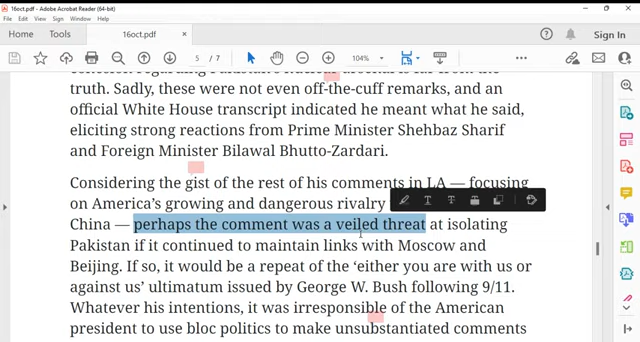 16oct.pdf - Adobe Acrobat Reader (64-bit)
File Edit View Sign Window Help
Home Tools 16oct.pdf × Sign In
5 / 7 104%
truth. Sadly, these were not even off-the-cuff remarks, and an
official White House transcript indicated he meant what he said,
eliciting strong reactions from Prime Minister Shehbaz Sharif
and Foreign Minister Bilawal Bhutto-Zardari.
Considering the gist of the rest of his comments in LA — focusing
on America's growing and dangerous rivalry
China — perhaps the comment was a veiled threat at isolating
Pakistan if it continued to maintain links with Moscow and
Beijing. If so, it would be a repeat of the 'either you are with us or
against us' ultimatum issued by George W. Bush following 9/11.
Whatever his intentions, it was irresponsible of the American
president to use bloc politics to make unsubstantiated comments